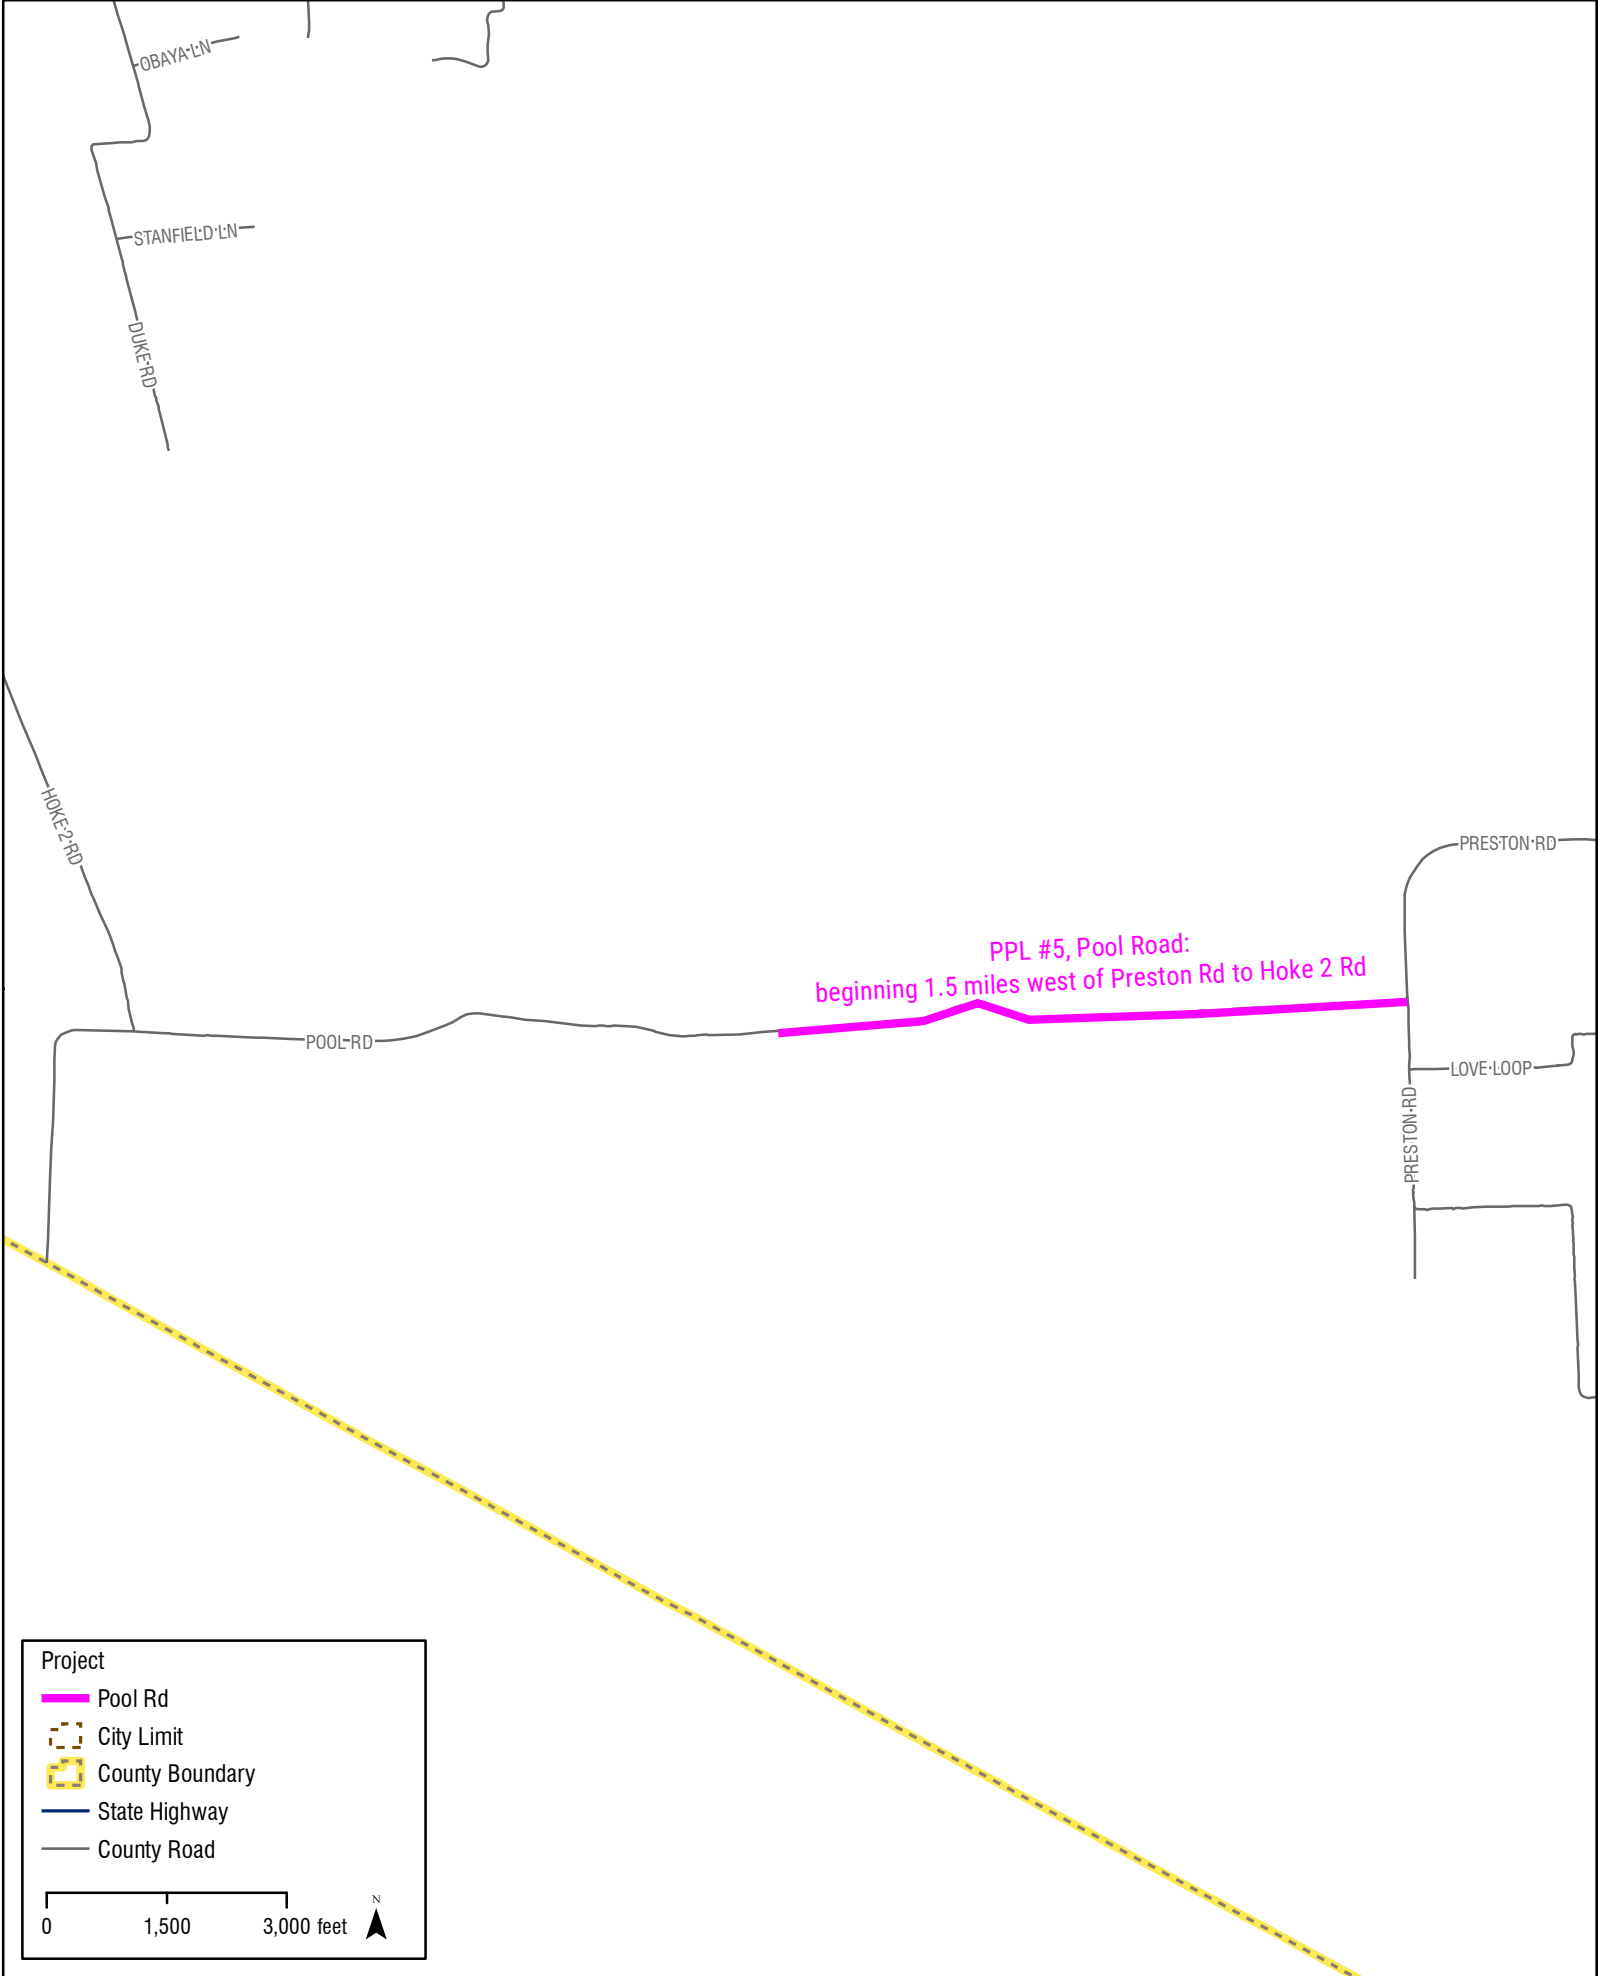 OBAYA LN
STANFIELD LN
DUKE RD
HOKE 2 RD
PRESTON RD
PPL #5, Pool Road:
beginning 1.5 miles west of Preston Rd to Hoke 2 Rd
POOL RD
LOVE LOOP
PRESTON RD
Project
Pool Rd
City Limit
County Boundary
State Highway
County Road
N
0 1,500 3,000 feet